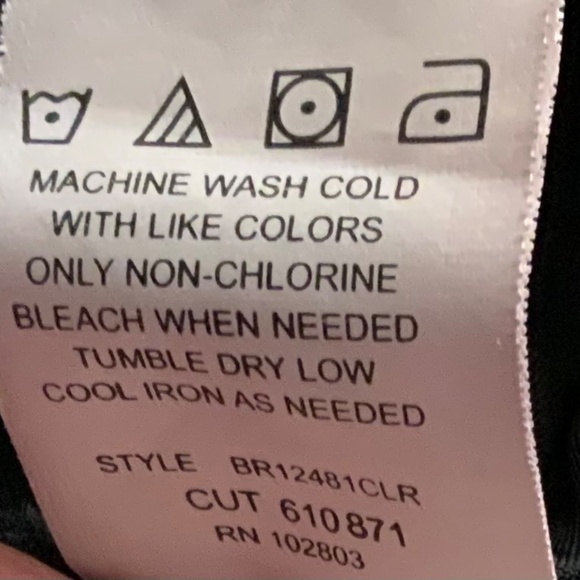 MACHINE WASH COLD
WITH LIKE COLORS
ONLY NON-CHLORINE
BLEACH WHEN NEEDED
TUMBLE DRY LOW
COOL IRON AS NEEDED
STYLE BR12481CLR
CUT 610871
RN 102803